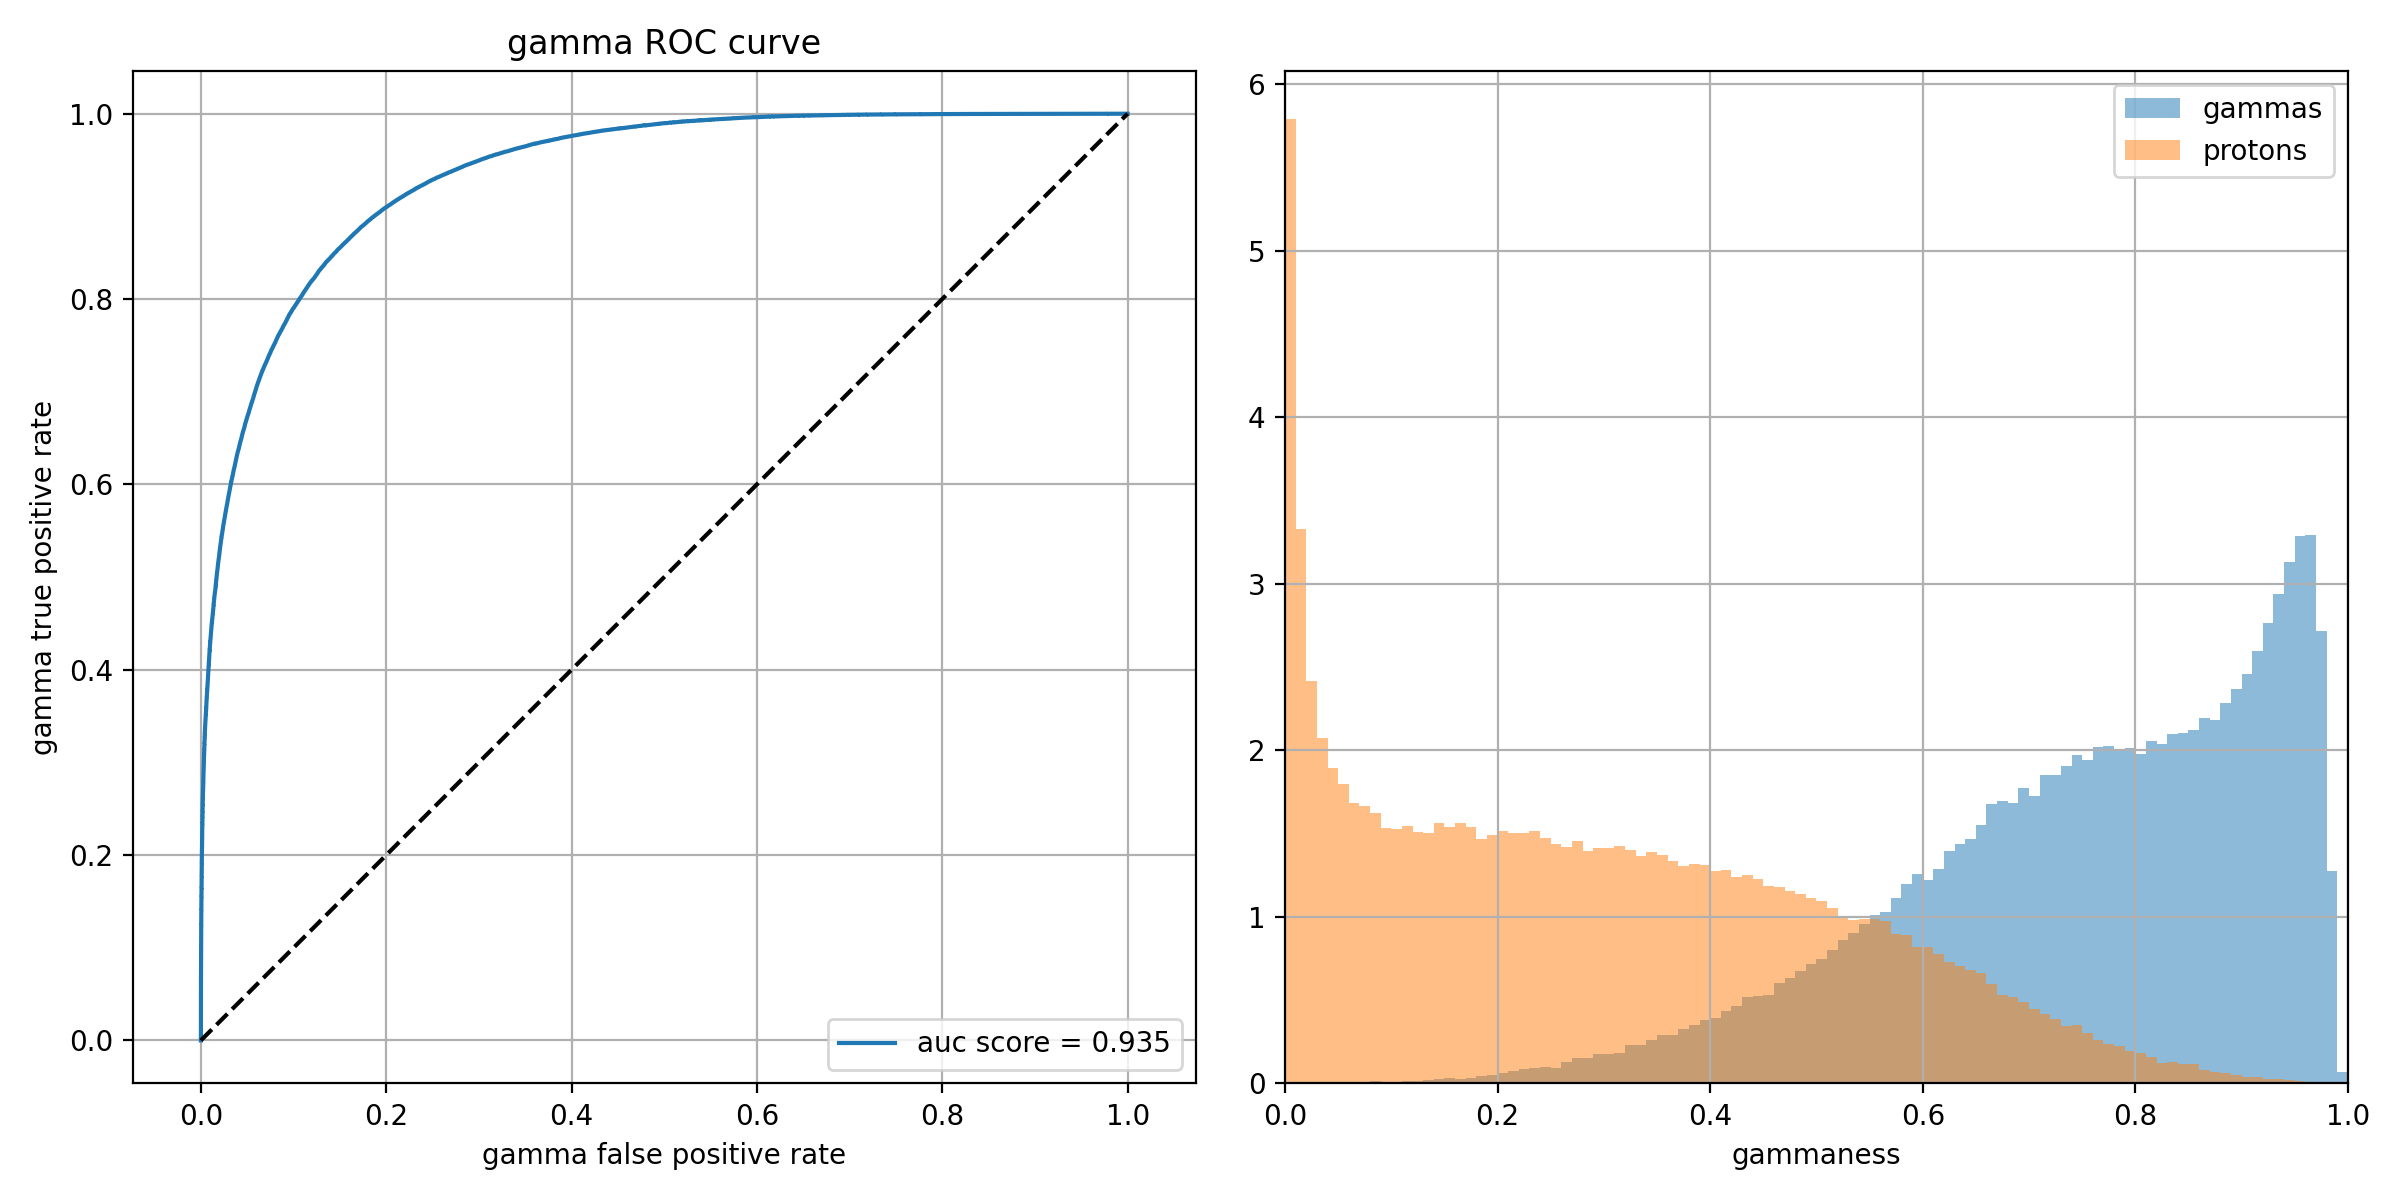 gamma ROC curve
gamma true positive rate
1.0
0.8
0.6
0.4
0.2
0.0
0.0 0.2 0.4 0.6 0.8 1.0
gamma false positive rate
auc score = 0.935
6
5
4
3
2
1
0
0.0 0.2 0.4 0.6 0.8 1.0
gammaness
gammas
protons